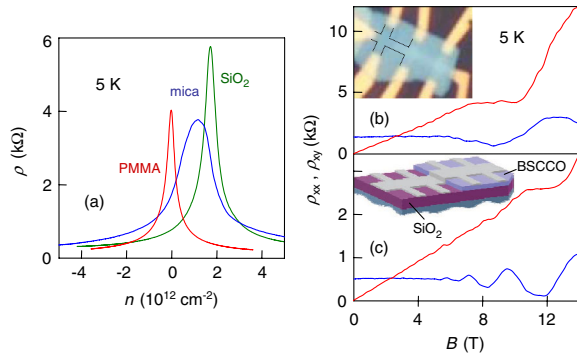 8
6
4
2
0
ρ (kΩ)
5 K
mica
SiO2
PMMA
(a)
-4
-2
0
2
4
n (10^12 cm^-2)
10
5
0
5 K
(b)
ρxx , ρxy (kΩ)
BSCCO
SiO2
2
1
0
(c)
0
4
8
12
B (T)